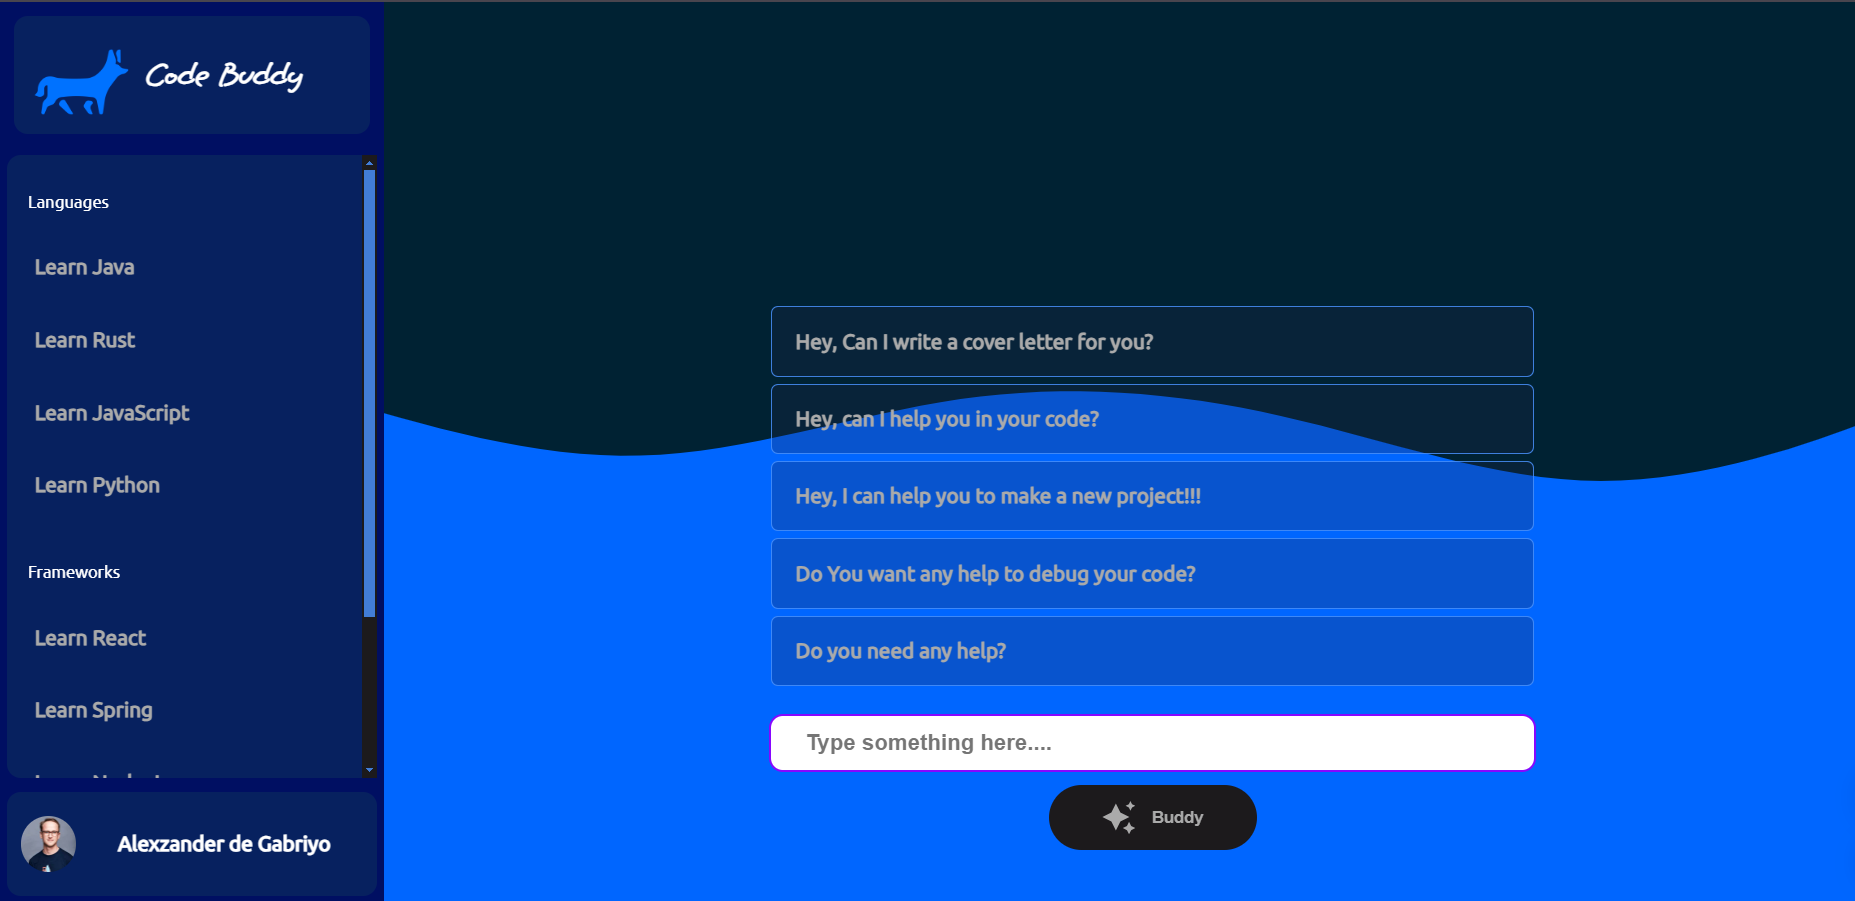 Code Buddy
Languages
Learn Java
Learn Rust
Learn JavaScript
Learn Python
Frameworks
Learn React
Learn Spring
Learn
Alexzander de Gabriyo
Hey, Can I write a cover letter for you?
Hey, can I help you in your code?
Hey, I can help you to make a new project!!!
Do You want any help to debug your code?
Do you need any help?
Type something here....
Buddy